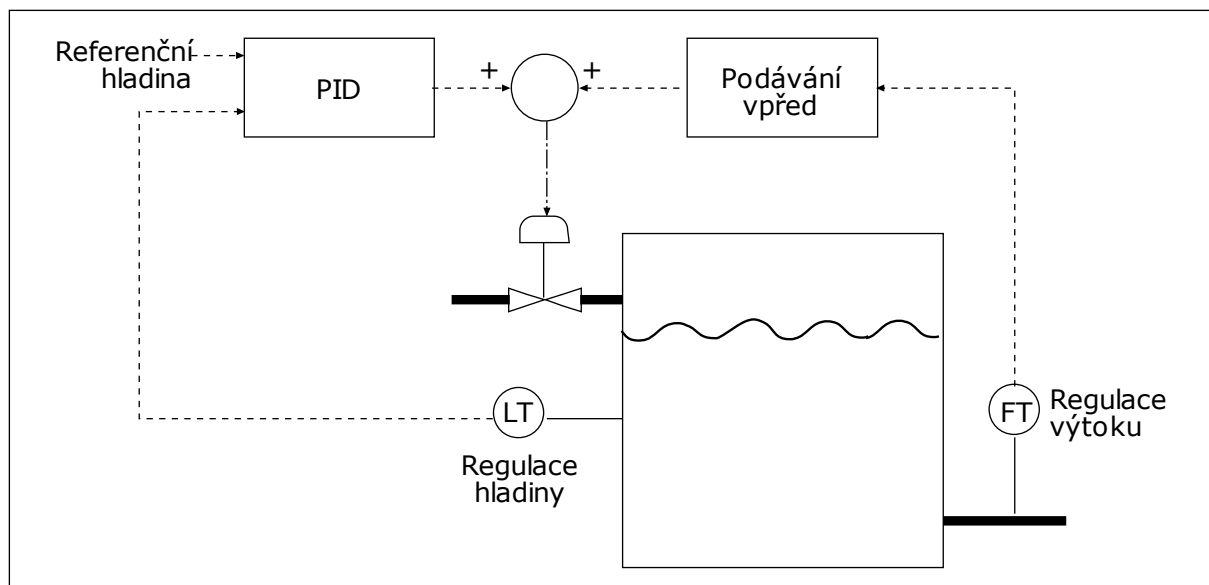 Referenční
hladina
PID
+
+
Podávání
vpřed
LT
Regulace
hladiny
FT
Regulace
výtoku